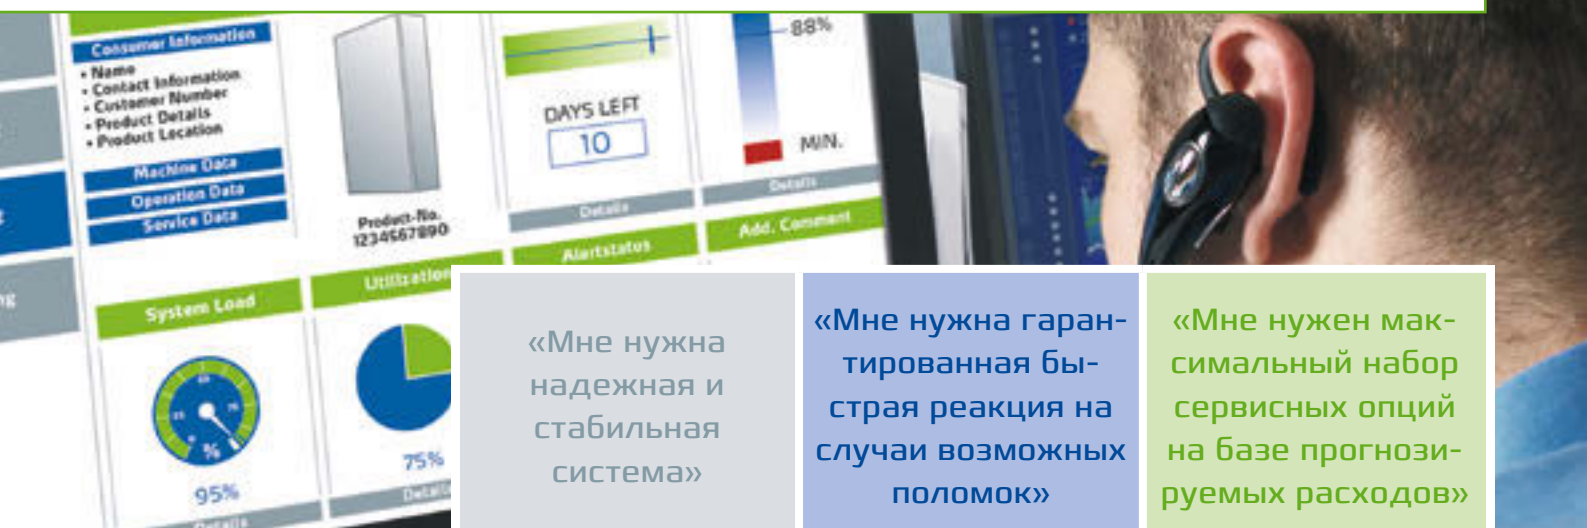 Consumer Information
• Name
• Contact Information
• Customer Number
• Product Details
• Product Location
Machine Data
Operation Data
Service Data
Product-No.
1234567890
DAYS LEFT
10
Details
88%
MIN.
Details
System Load
Utilization
Alertstatus
Add. Comment
%
95%
Details
75%
Details
«Мне нужна
надежная и
стабильная
система»
«Мне нужна гаран-
тированная бы-
страя реакция на
случаи возможных
поломок»
«Мне нужен мак-
симальный набор
сервисных опций
на базе прогнози-
руемых расходов»